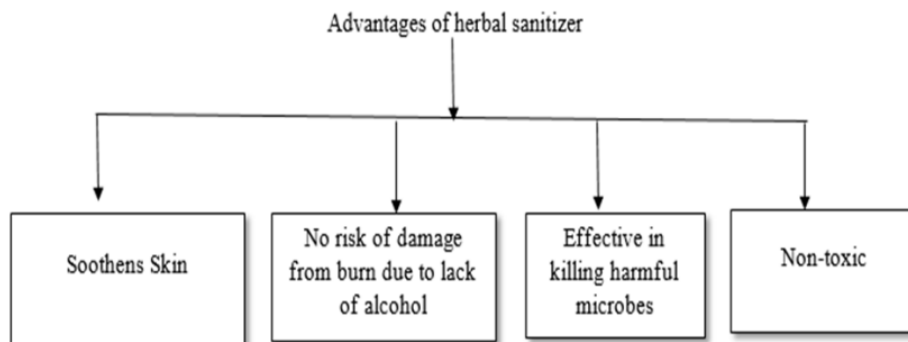 Advantages of herbal sanitizer
Soothens Skin
No risk of damage
from burn due to lack
of alcohol
Effective in
killing harmful
microbes
Non-toxic